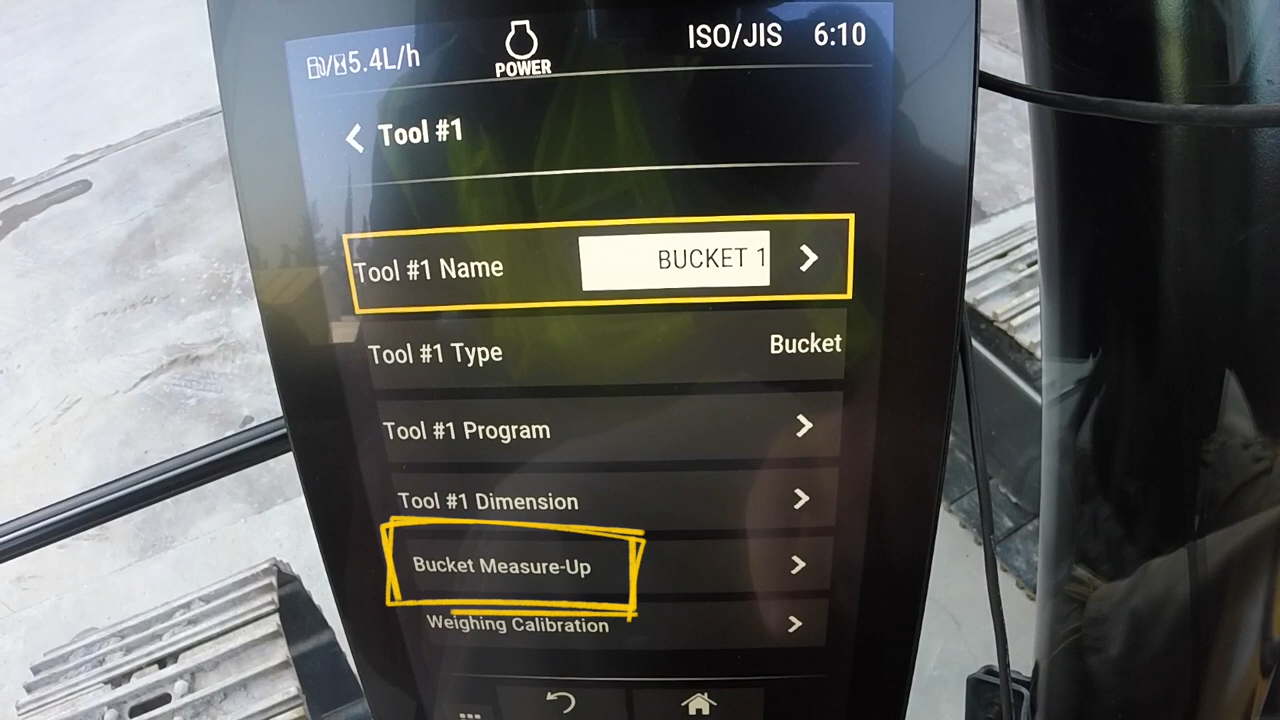 5.4L/h
POWER
ISO/JIS 6:10
Tool #1
Tool #1 Name BUCKET 1
Tool #1 Type Bucket
Tool #1 Program
Tool #1 Dimension
Bucket Measure-Up
Weighing Calibration